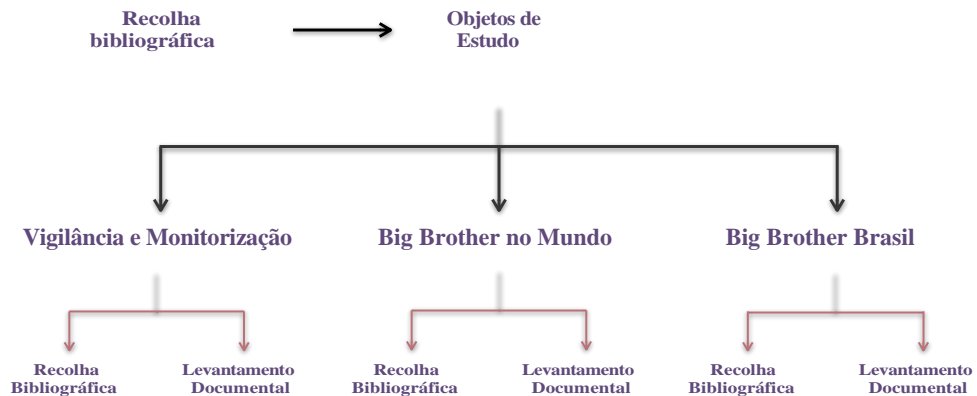 Recolha
bibliográfica
Objetos de
Estudo
Vigilância e Monitorização
Big Brother no Mundo
Big Brother Brasil
Recolha
Bibliográfica
Levantamento
Documental
Recolha
Bibliográfica
Levantamento
Documental
Recolha
Bibliográfica
Levantamento
Documental